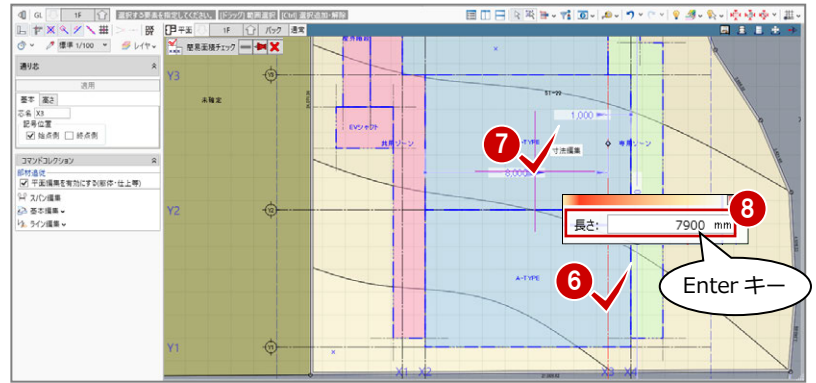 GL 1F 選択する要素を指定してください。 [ドラッグ] 範囲選択 [Ctrl] 選択追加・解除
平面 1F バック 通常
標準 1/100 レイヤー
簡易面積チェック
通り芯
適用
基本 高さ
芯名 X3
記号位置
始点側 終点側
コマンドコレクション
部材追従
平面編集を有効にする(躯体・仕上等)
スパン編集
基本編集
ライン編集
Y3
未確定
EVシャフト
共用ゾーン
1,000
A-TYPE
専用ゾーン
寸法編集
8,000
7
長さ: 7900 mm
8
Enter キー
Y2
A-TYPE
6
Y1
X1 X2 X3 X4